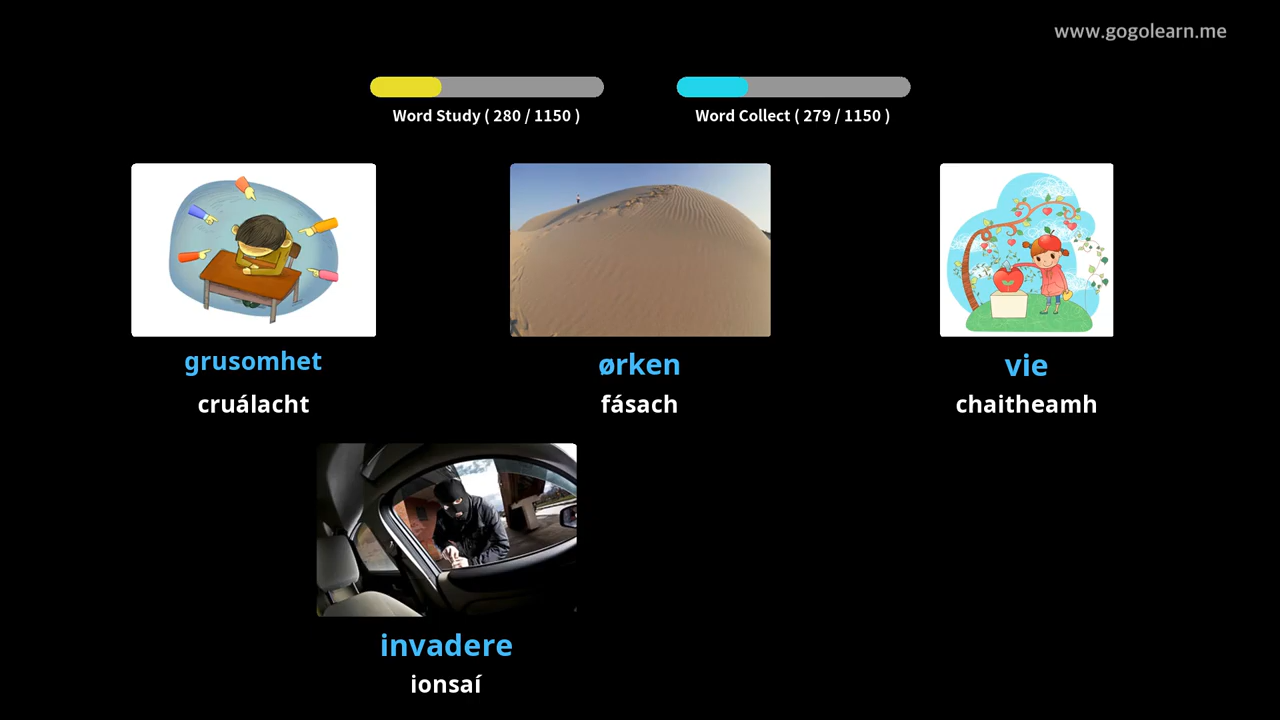 www.gogolearn.me
Word Study ( 280 / 1150 )
Word Collect ( 279 / 1150 )
grusomhet
cruálacht
ørken
fásach
vie
chaitheamh
invadere
ionsaí